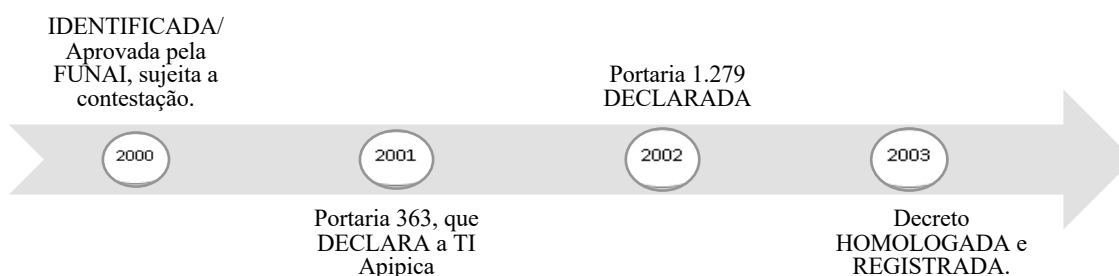 IDENTIFICADA/
Aprovada pela
FUNAI, sujeita a
contestação.
2000
2001
Portaria 363, que
DECLARA a TI
Apipica
Portaria 1.279
DECLARADA
2002
2003
Decreto
HOMOLOGADA e
REGISTRADA.